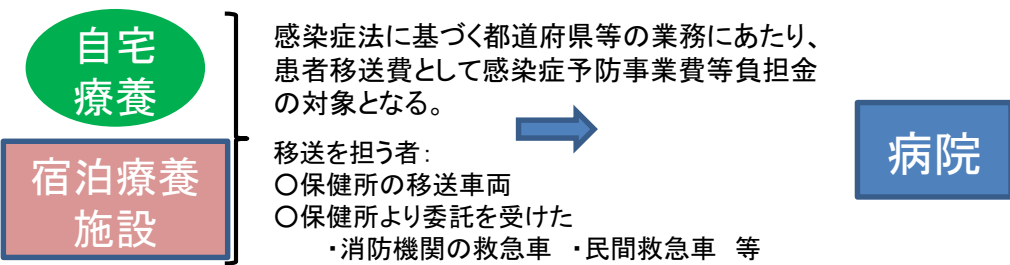 自宅
療養
宿泊療養
施設
感染症法に基づく都道府県等の業務にあたり、
患者移送費として感染症予防事業費等負担金
の対象となる。
移送を担う者：
〇保健所の移送車両
〇保健所より委託を受けた
・消防機関の救急車　・民間救急車　等
病院